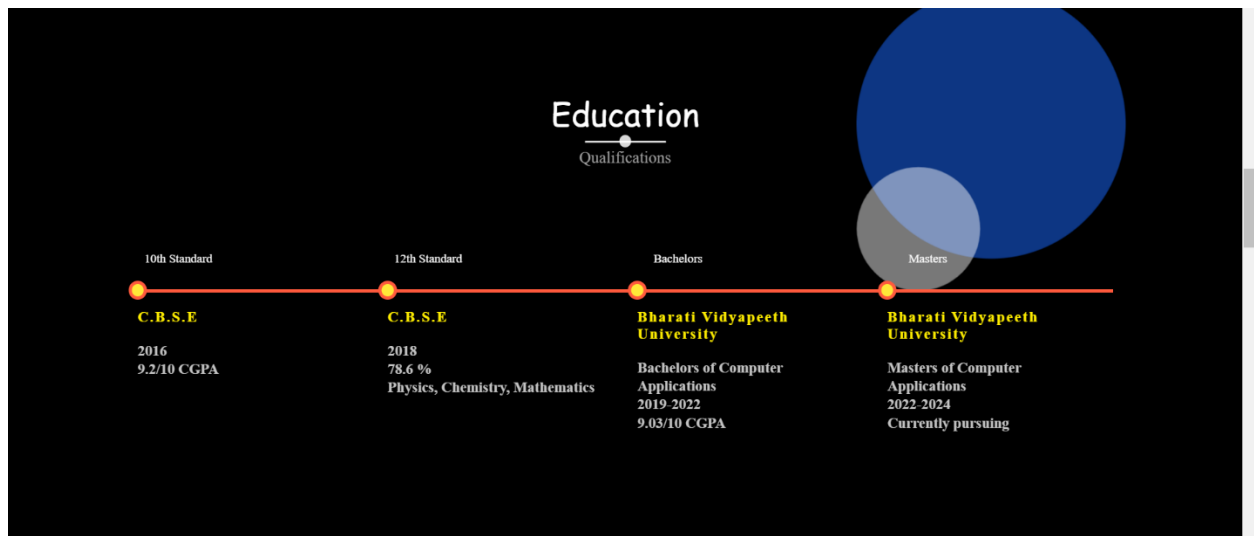 Education
Qualifications
10th Standard
12th Standard
Bachelors
Masters
C.B.S.E
2016
9.2/10 CGPA
C.B.S.E
2018
78.6 %
Physics, Chemistry, Mathematics
Bharati Vidyapeeth
University
Bachelors of Computer
Applications
2019-2022
9.03/10 CGPA
Bharati Vidyapeeth
University
Masters of Computer
Applications
2022-2024
Currently pursuing